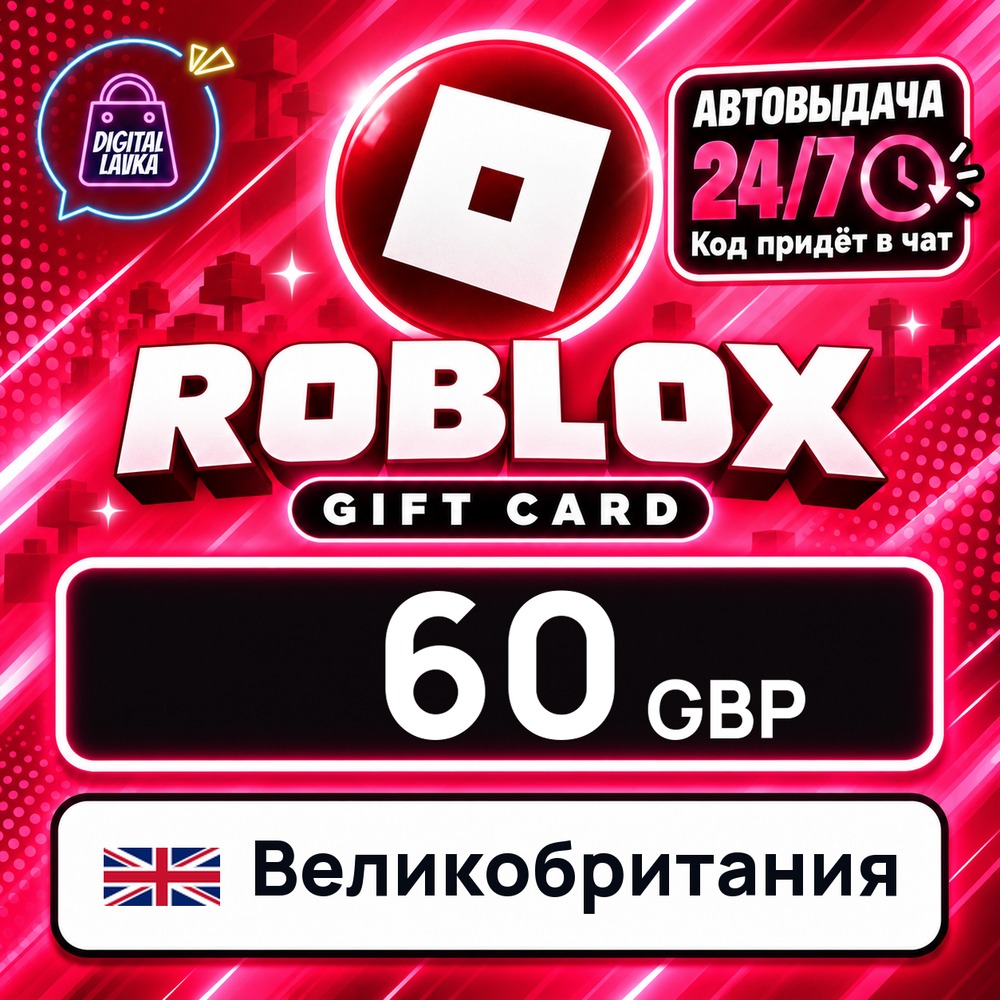 DIGITAL
LAVKA
АВТОВЫДАЧА
24/7
Код придёт в чат
ROBLOX
GIFT CARD
60 GBP
Великобритания